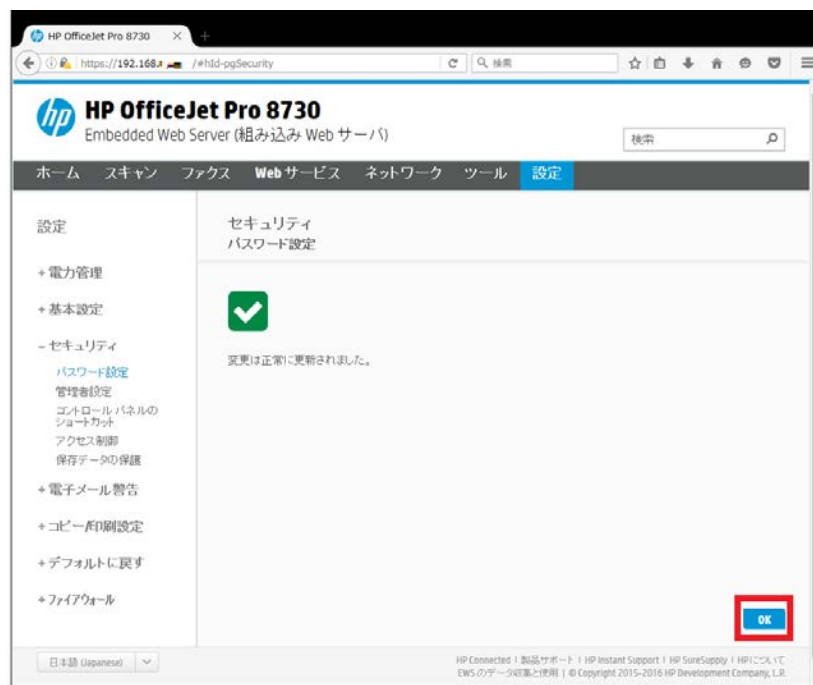 HP OfficeJet Pro 8730
https://192.168.
/#hId-pgSecurity
検索
hp
HP OfficeJet Pro 8730
Embedded Web Server (組み込み Web サーバ)
検索
ホーム スキャン ファクス Web サービス ネットワーク ツール 設定
設定
セキュリティ
パスワード設定
+ 電力管理
+ 基本設定
- セキュリティ
パスワード設定
管理者設定
コントロール パネルの
ショートカット
アクセス制御
保存データの保護
+ 電子メール警告
+ コピー/印刷設定
+ デフォルトに戻す
+ ファイアウォール
変更は正常に更新されました。
OK
日本語 (Japanese)
HP Connected | 製品サポート | HP Instant Support | HP SureSupply | HPについて
EWS のデータ収集と使用 | © Copyright 2015-2016 HP Development Company, L.P.